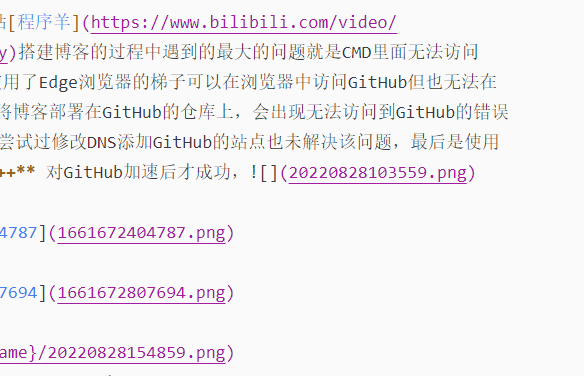 站[程序羊](https://www.bilibili.com/video/
y)搭建博客的过程中遇到的最大的问题就是CMD里面无法访问
使用了Edge浏览器的梯子可以在浏览器中访问GitHub但也无法在
将博客部署在GitHub的仓库上，会出现无法访问到GitHub的错误
尝试过修改DNS添加GitHub的站点也未解决该问题，最后是使用
++** 对GitHub加速后才成功，![](20220828103559.png)
4787](1661672404787.png)
7694](1661672807694.png)
ame}/20220828154859.png)